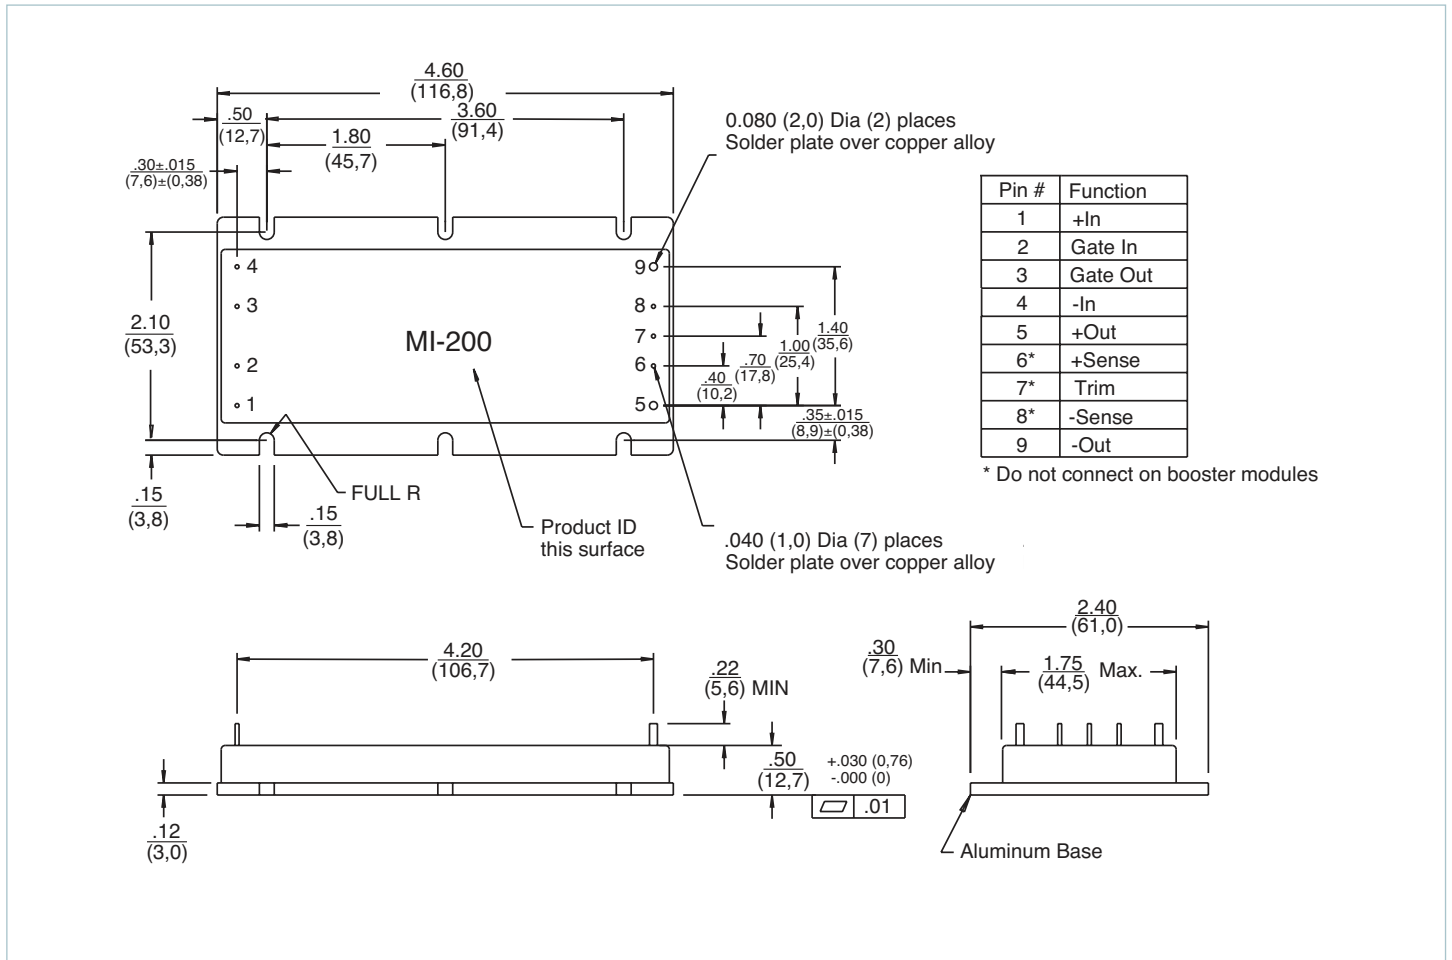 4.60
(116,8)
.50
(12,7)
3.60
(91,4)
1.80
(45,7)
.30±.015
(7,6)±(0,38)
0.080 (2,0) Dia (2) places
Solder plate over copper alloy
4
3
2
1
MI-200
9
8
7
6
5
2.10
(53,3)
1.40
(35,6)
1.00
(25,4)
.70
(17,8)
.40
(10,2)
.35±.015
(8,9)±(0,38)
.15
(3,8)
FULL R
.15
(3,8)
Product ID
this surface
.040 (1,0) Dia (7) places
Solder plate over copper alloy
Pin # Function
1 +In
2 Gate In
3 Gate Out
4 -In
5 +Out
6* +Sense
7* Trim
8* -Sense
9 -Out
* Do not connect on booster modules
4.20
(106,7)
.22
(5,6) MIN
.50
(12,7)
+.030 (0,76)
-.000 (0)
.01
.12
(3,0)
2.40
(61,0)
.30
(7,6) Min
1.75
(44,5) Max.
Aluminum Base